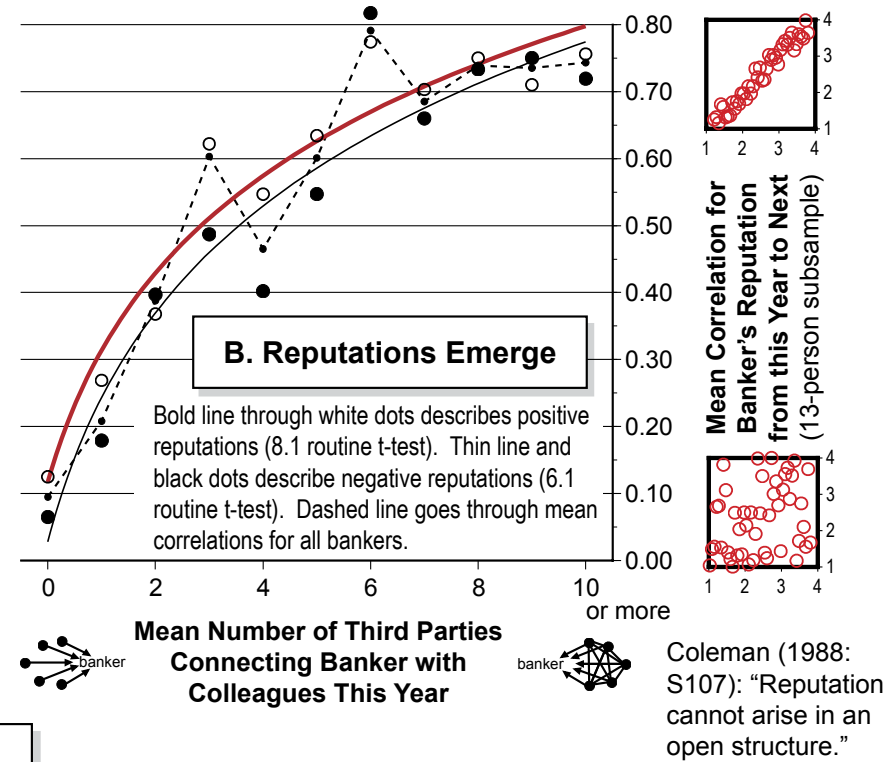 0.80
0.70
0.60
0.50
0.40
0.30
0.20
0.10
0.00
B. Reputations Emerge
Bold line through white dots describes positive
reputations (8.1 routine t-test). Thin line and
black dots describe negative reputations (6.1
routine t-test). Dashed line goes through mean
correlations for all bankers.
0 2 4 6 8 10
or more
Mean Number of Third Parties
Connecting Banker with
Colleagues This Year
banker
banker
4
3
2
1
1 2 3 4
Mean Correlation for
Banker's Reputation
from this Year to Next
(13-person subsample)
4
3
2
1
1 2 3 4
Coleman (1988:
S107): “Reputation
cannot arise in an
open structure.”